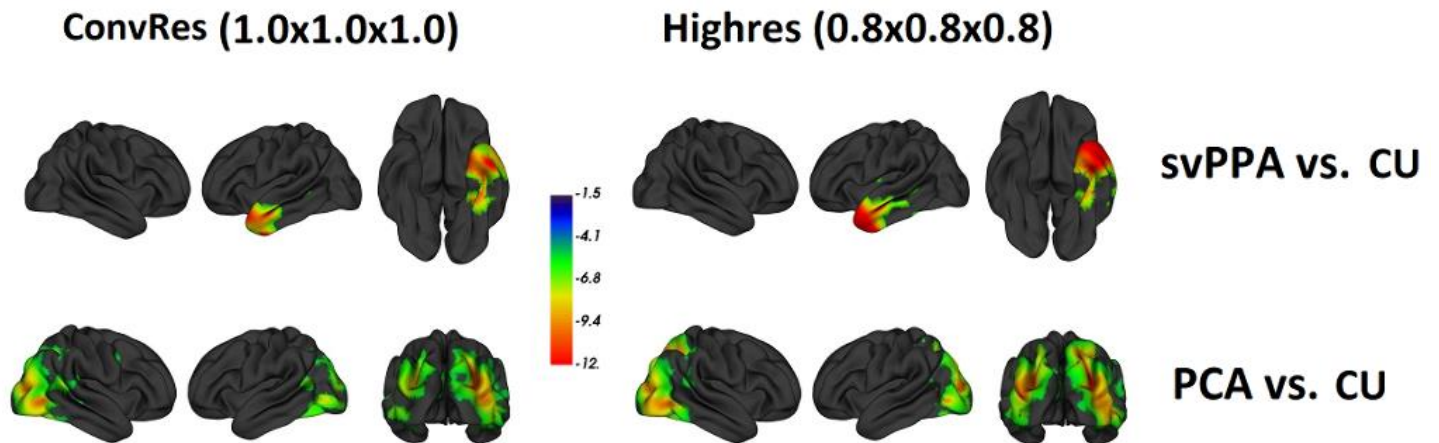 ConvRes (1.0x1.0x1.0)
Highres (0.8x0.8x0.8)
svPPA vs. CU
-1.5
-4.1
-6.8
-9.4
-12.
PCA vs. CU